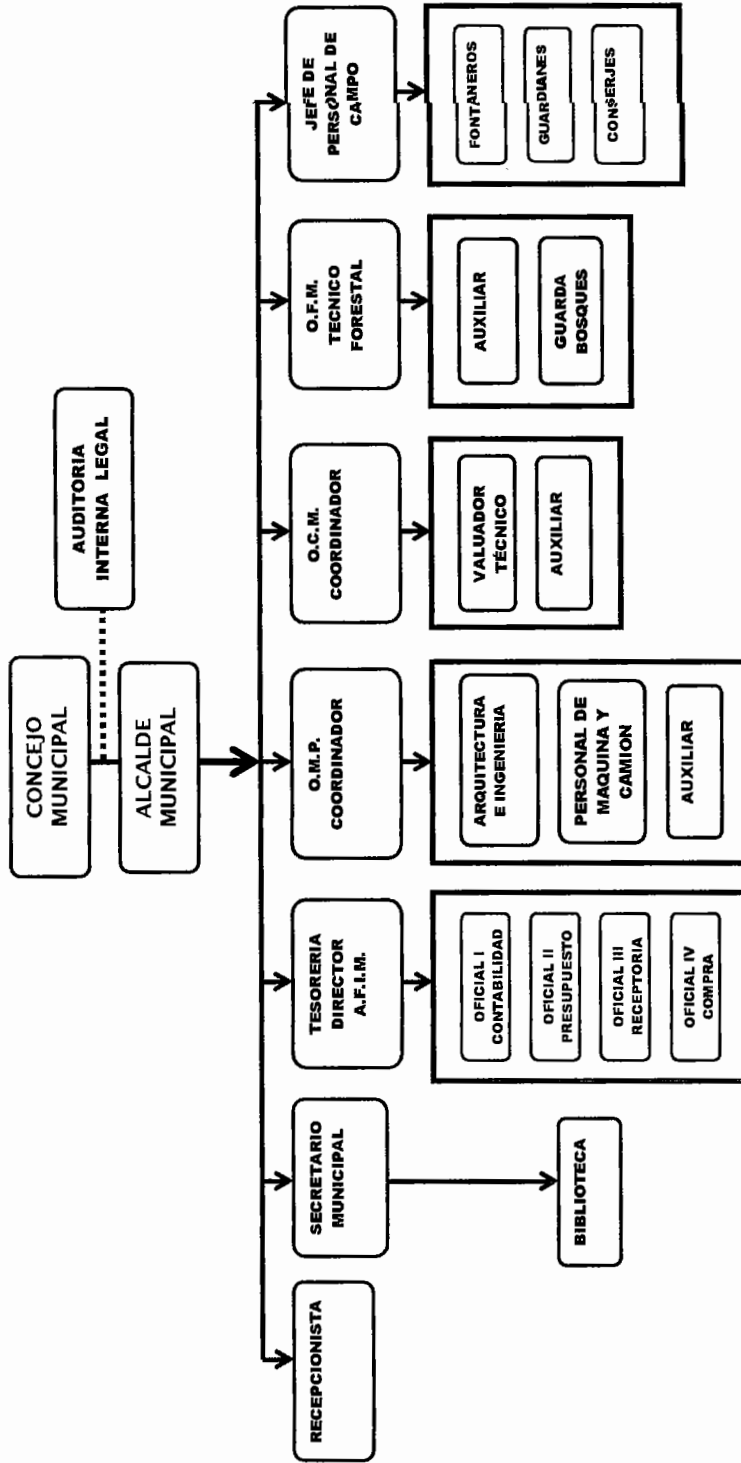 CONCEJO
MUNICIPAL
AUDITORIA
INTERNA LEGAL
ALCALDE
MUNICIPAL
RECEPCIONISTA
SECRETARIO
MUNICIPAL
TESORERIA
DIRECTOR
A.F.I.M.
O.M.P.
COORDINADOR
O.C.M.
COORDINADOR
O.F.M.
TECNICO
FORESTAL
JEFE DE
PERSONAL DE
CAMPO
BIBLIOTECA
OFICIAL I
CONTABILIDAD
OFICIAL II
PRESUPUESTO
OFICIAL III
RECEPTORIA
OFICIAL IV
COMPRA
ARQUITECTURA
E INGENIERIA
PERSONAL DE
MAQUINA Y
CAMION
AUXILIAR
VALUADOR
TÉCNICO
AUXILIAR
AUXILIAR
GUARDA
BOSQUES
FONTANEROS
GUARDIANES
CONSERJES